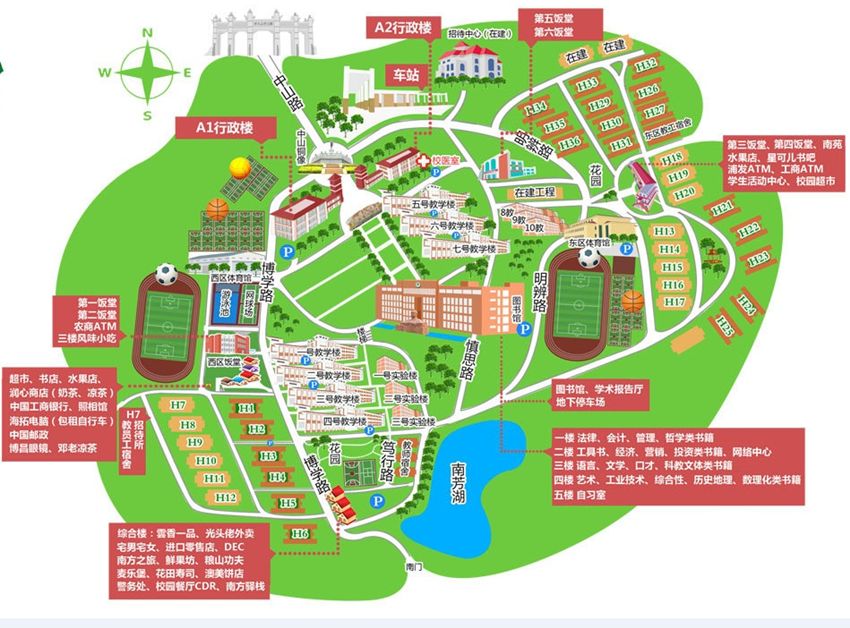 N
W
E
S
A2行政楼
招待中心(在建)
第五饭堂
第六饭堂
车站
中山路
A1行政楼
中山铜像
校医室
P
明辨路
在建
在建
H32
H33
H26
H34
H29
H27
H35
H30
H36
H31
东区教工宿舍
花园
H18
H19
H20
第三饭堂、第四饭堂、南苑
水果店、星可儿书吧
浦发ATM、工商ATM
学生活动中心、校园超市
五号教学楼
P
六号教学楼
七号教学楼
在建工程
8教
9教
10教
东区体育馆
P
H21
H22
H23
H13
H14
H15
H16
H17
H24
H25
P
博学路
西区体育馆
游泳池
网球场
明辨路
图书馆
P
第一饭堂
第二饭堂
农商ATM
三楼风味小吃
西区饭堂
楼梯
慎思路
一号教学楼
二号教学楼
三号教学楼
四号教学楼
P
P
P
一号实验楼
二号实验楼
三号实验楼
超市、书店、水果店、
润心商店(奶茶、凉茶)
中国工商银行、照相馆
海拓电脑(包租自行车)
中国邮政
博昌眼镜、邓老凉茶
H7
招待所
教员工宿舍
H7
H8
H9
H10
H11
H12
H1
H2
P
H3
H4
H5
H6
花园
博学路
笃行路
教师宿舍
P
南芳湖
图书馆、学术报告厅
地下停车场
一楼 法律、会计、管理、哲学类书籍
二楼 工具书、经济、营销、投资类书籍、网络中心
三楼 语言、文学、口才、科教文体类书籍
四楼 艺术、工业技术、综合性、历史地理、数理化类书籍
五楼 自习室
综合楼:雲香一品、光头佬外卖
宅男宅女、进口零售店、DEC
南方之旅、鲜果坊、粮山功夫
麦乐堡、花田寿司、澳美饼店
警务处、校园餐厅CDR、南方驿栈
南门